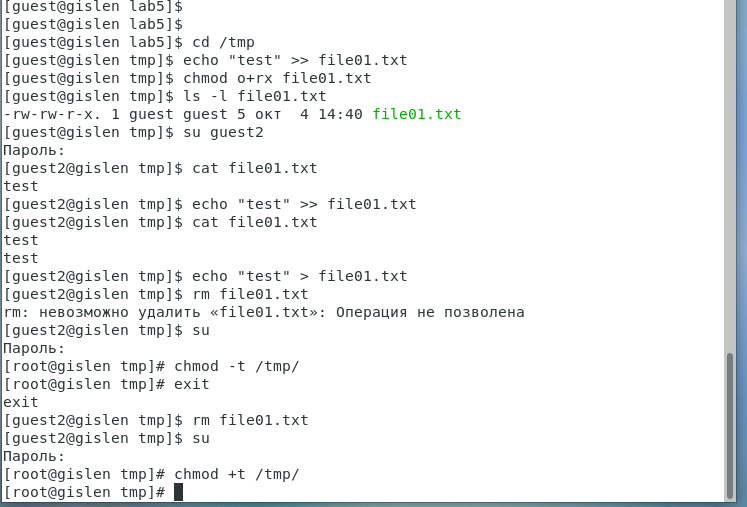 [guest@gislen lab5]$
[guest@gislen lab5]$
[guest@gislen lab5]$ cd /tmp
[guest@gislen tmp]$ echo "test" >> file01.txt
[guest@gislen tmp]$ chmod o+rx file01.txt
[guest@gislen tmp]$ ls -l file01.txt
-rw-rw-r-x. 1 guest guest 5 окт  4 14:40 file01.txt
[guest@gislen tmp]$ su guest2
Пароль:
[guest2@gislen tmp]$ cat file01.txt
test
[guest2@gislen tmp]$ echo "test" >> file01.txt
[guest2@gislen tmp]$ cat file01.txt
test
test
[guest2@gislen tmp]$ echo "test" > file01.txt
[guest2@gislen tmp]$ rm file01.txt
rm: невозможно удалить «file01.txt»: Операция не позволена
[guest2@gislen tmp]$ su
Пароль:
[root@gislen tmp]# chmod -t /tmp/
[root@gislen tmp]# exit
exit
[guest2@gislen tmp]$ rm file01.txt
[guest2@gislen tmp]$ su
Пароль:
[root@gislen tmp]# chmod +t /tmp/
[root@gislen tmp]#